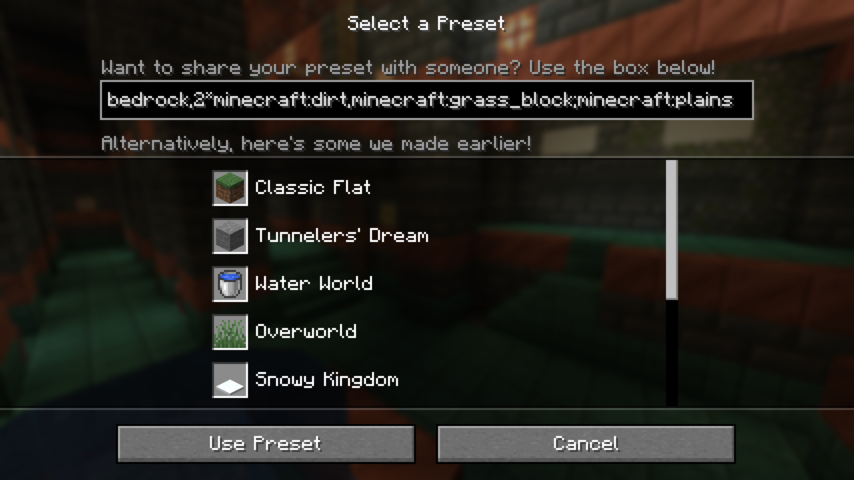 Select a Preset
Want to share your preset with someone? Use the box below!
bedrock,2*minecraft:dirt,minecraft:grass_block;minecraft:plains
Alternatively, here's some we made earlier!
Classic Flat
Tunnelers' Dream
Water World
Overworld
Snowy Kingdom
Use Preset
Cancel